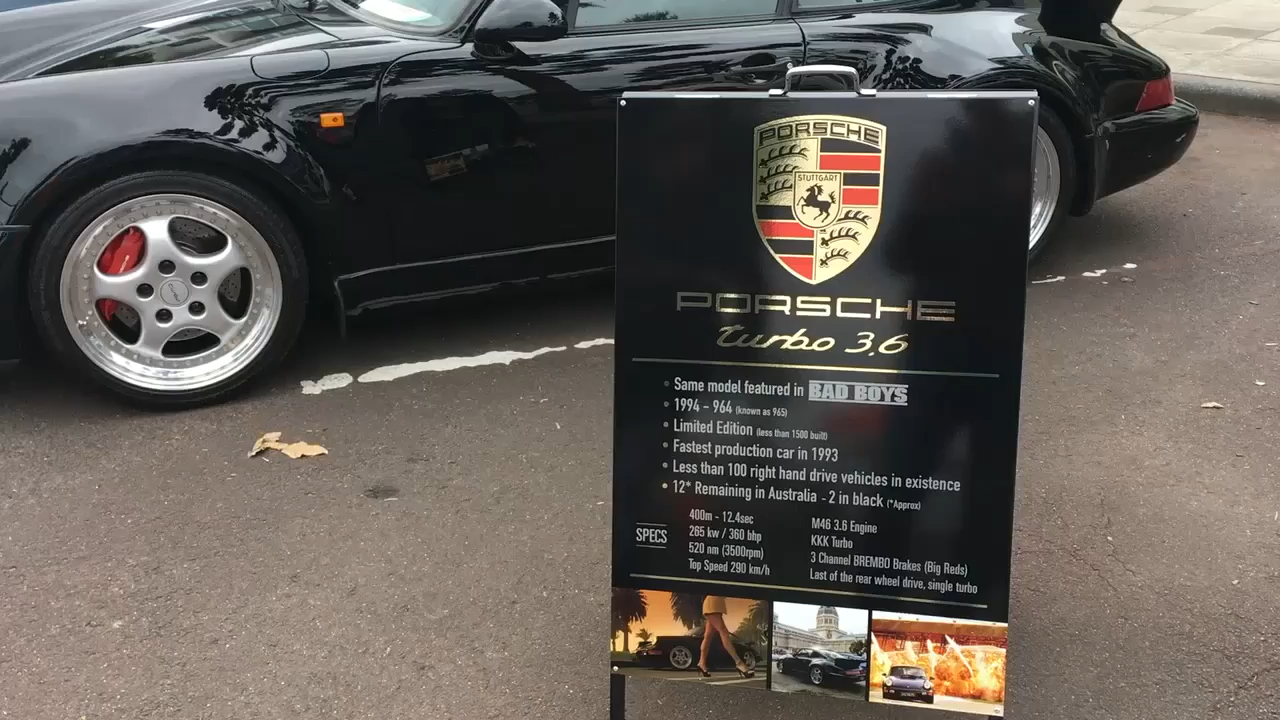 PORSCHE
STUTTGART
PORSCHE
turbo 3.6
Same model featured in BAD BOYS
1994 - 964 (known as 965)
Limited Edition (less than 1500 built)
Fastest production car in 1993
Less than 100 right hand drive vehicles in existence
12* Remaining in Australia - 2 in black (*Approx)
SPECS
400m - 12.4sec
265 kw / 360 bhp
520 nm (3500rpm)
Top Speed 290 km/h
M46 3.6 Engine
KKK Turbo
3 Channel BREMBO Brakes (Big Reds)
Last of the rear wheel drive, single turbo